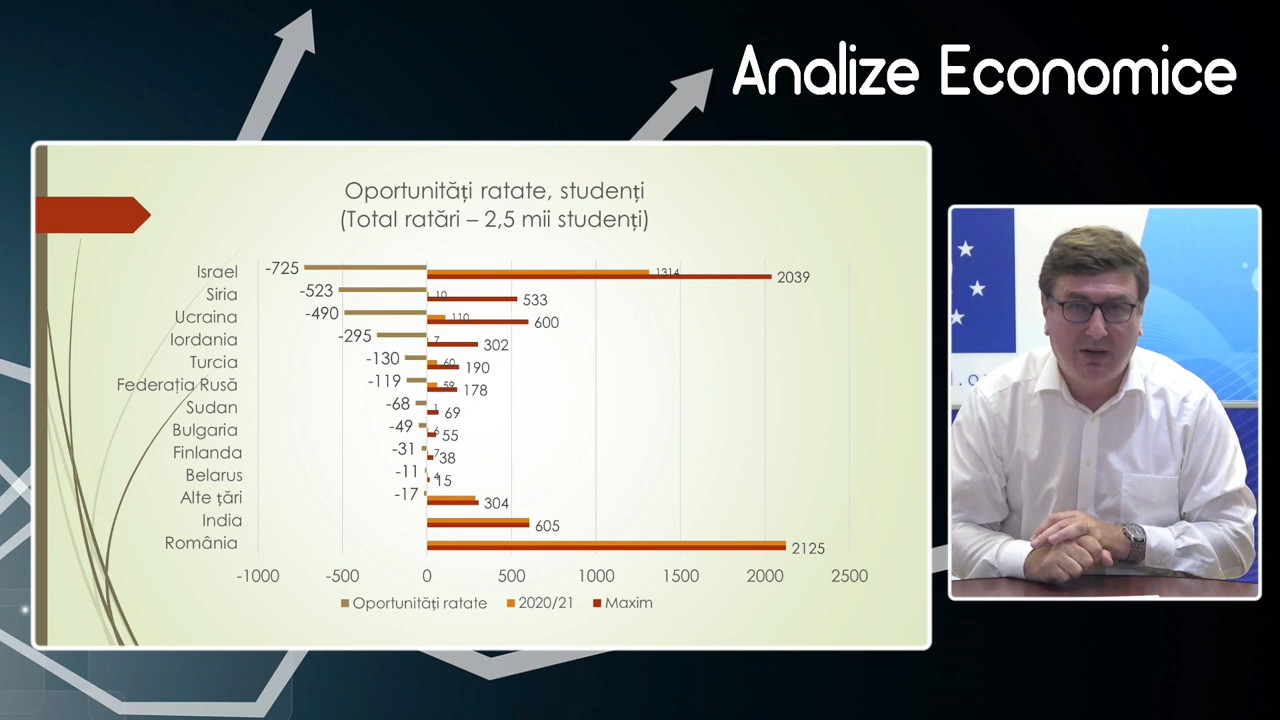 Analize Economice
Oportunități ratate, studenți
(Total ratări – 2,5 mii studenți)
Israel -725 1314 2039
Siria -523 10 533
Ucraina -490 110 600
Iordania -295 7 302
Turcia -130 60 190
Federația Rusă -119 59 178
Sudan -68 1 69
Bulgaria -49 6 55
Finlanda -31 7 38
Belarus -11 4 15
Alte țări -17 304
India 605
România 2125
-1000 -500 0 500 1000 1500 2000 2500
Oportunități ratate 2020/21 Maxim